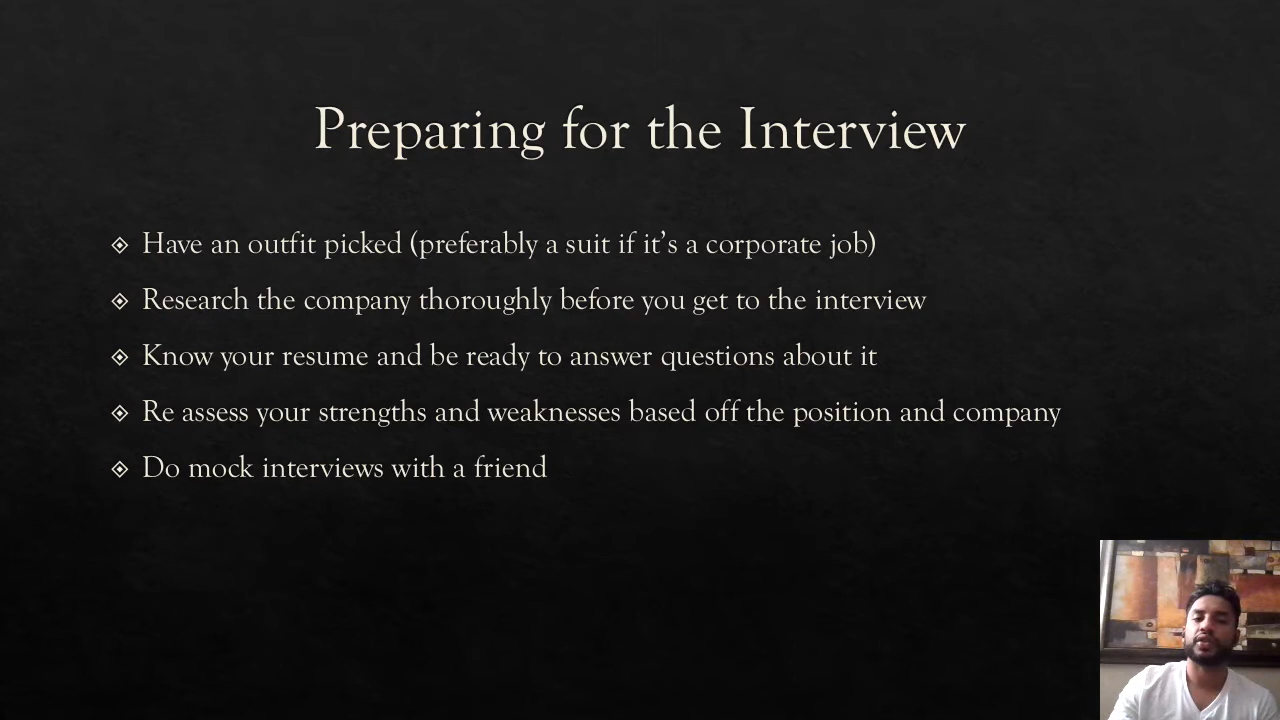 Preparing for the Interview
Have an outfit picked (preferably a suit if it’s a corporate job)
Research the company thoroughly before you get to the interview
Know your resume and be ready to answer questions about it
Re assess your strengths and weaknesses based off the position and company
Do mock interviews with a friend